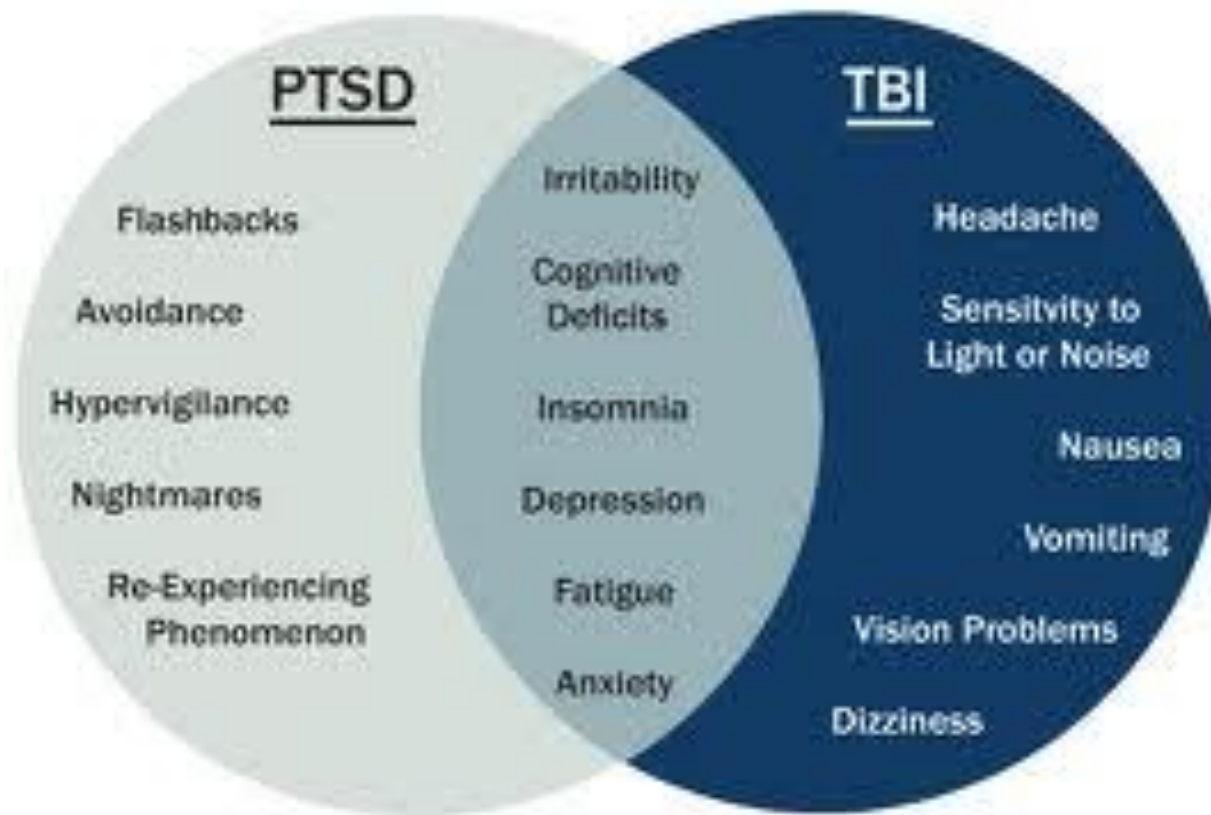 PTSD
Flashbacks
Avoidance
Hypervigilance
Nightmares
Re-Experiencing
Phenomenon
Irritability
Cognitive
Deficits
Insomnia
Depression
Fatigue
Anxiety
TBI
Headache
Sensitvity to
Light or Noise
Nausea
Vomiting
Vision Problems
Dizziness